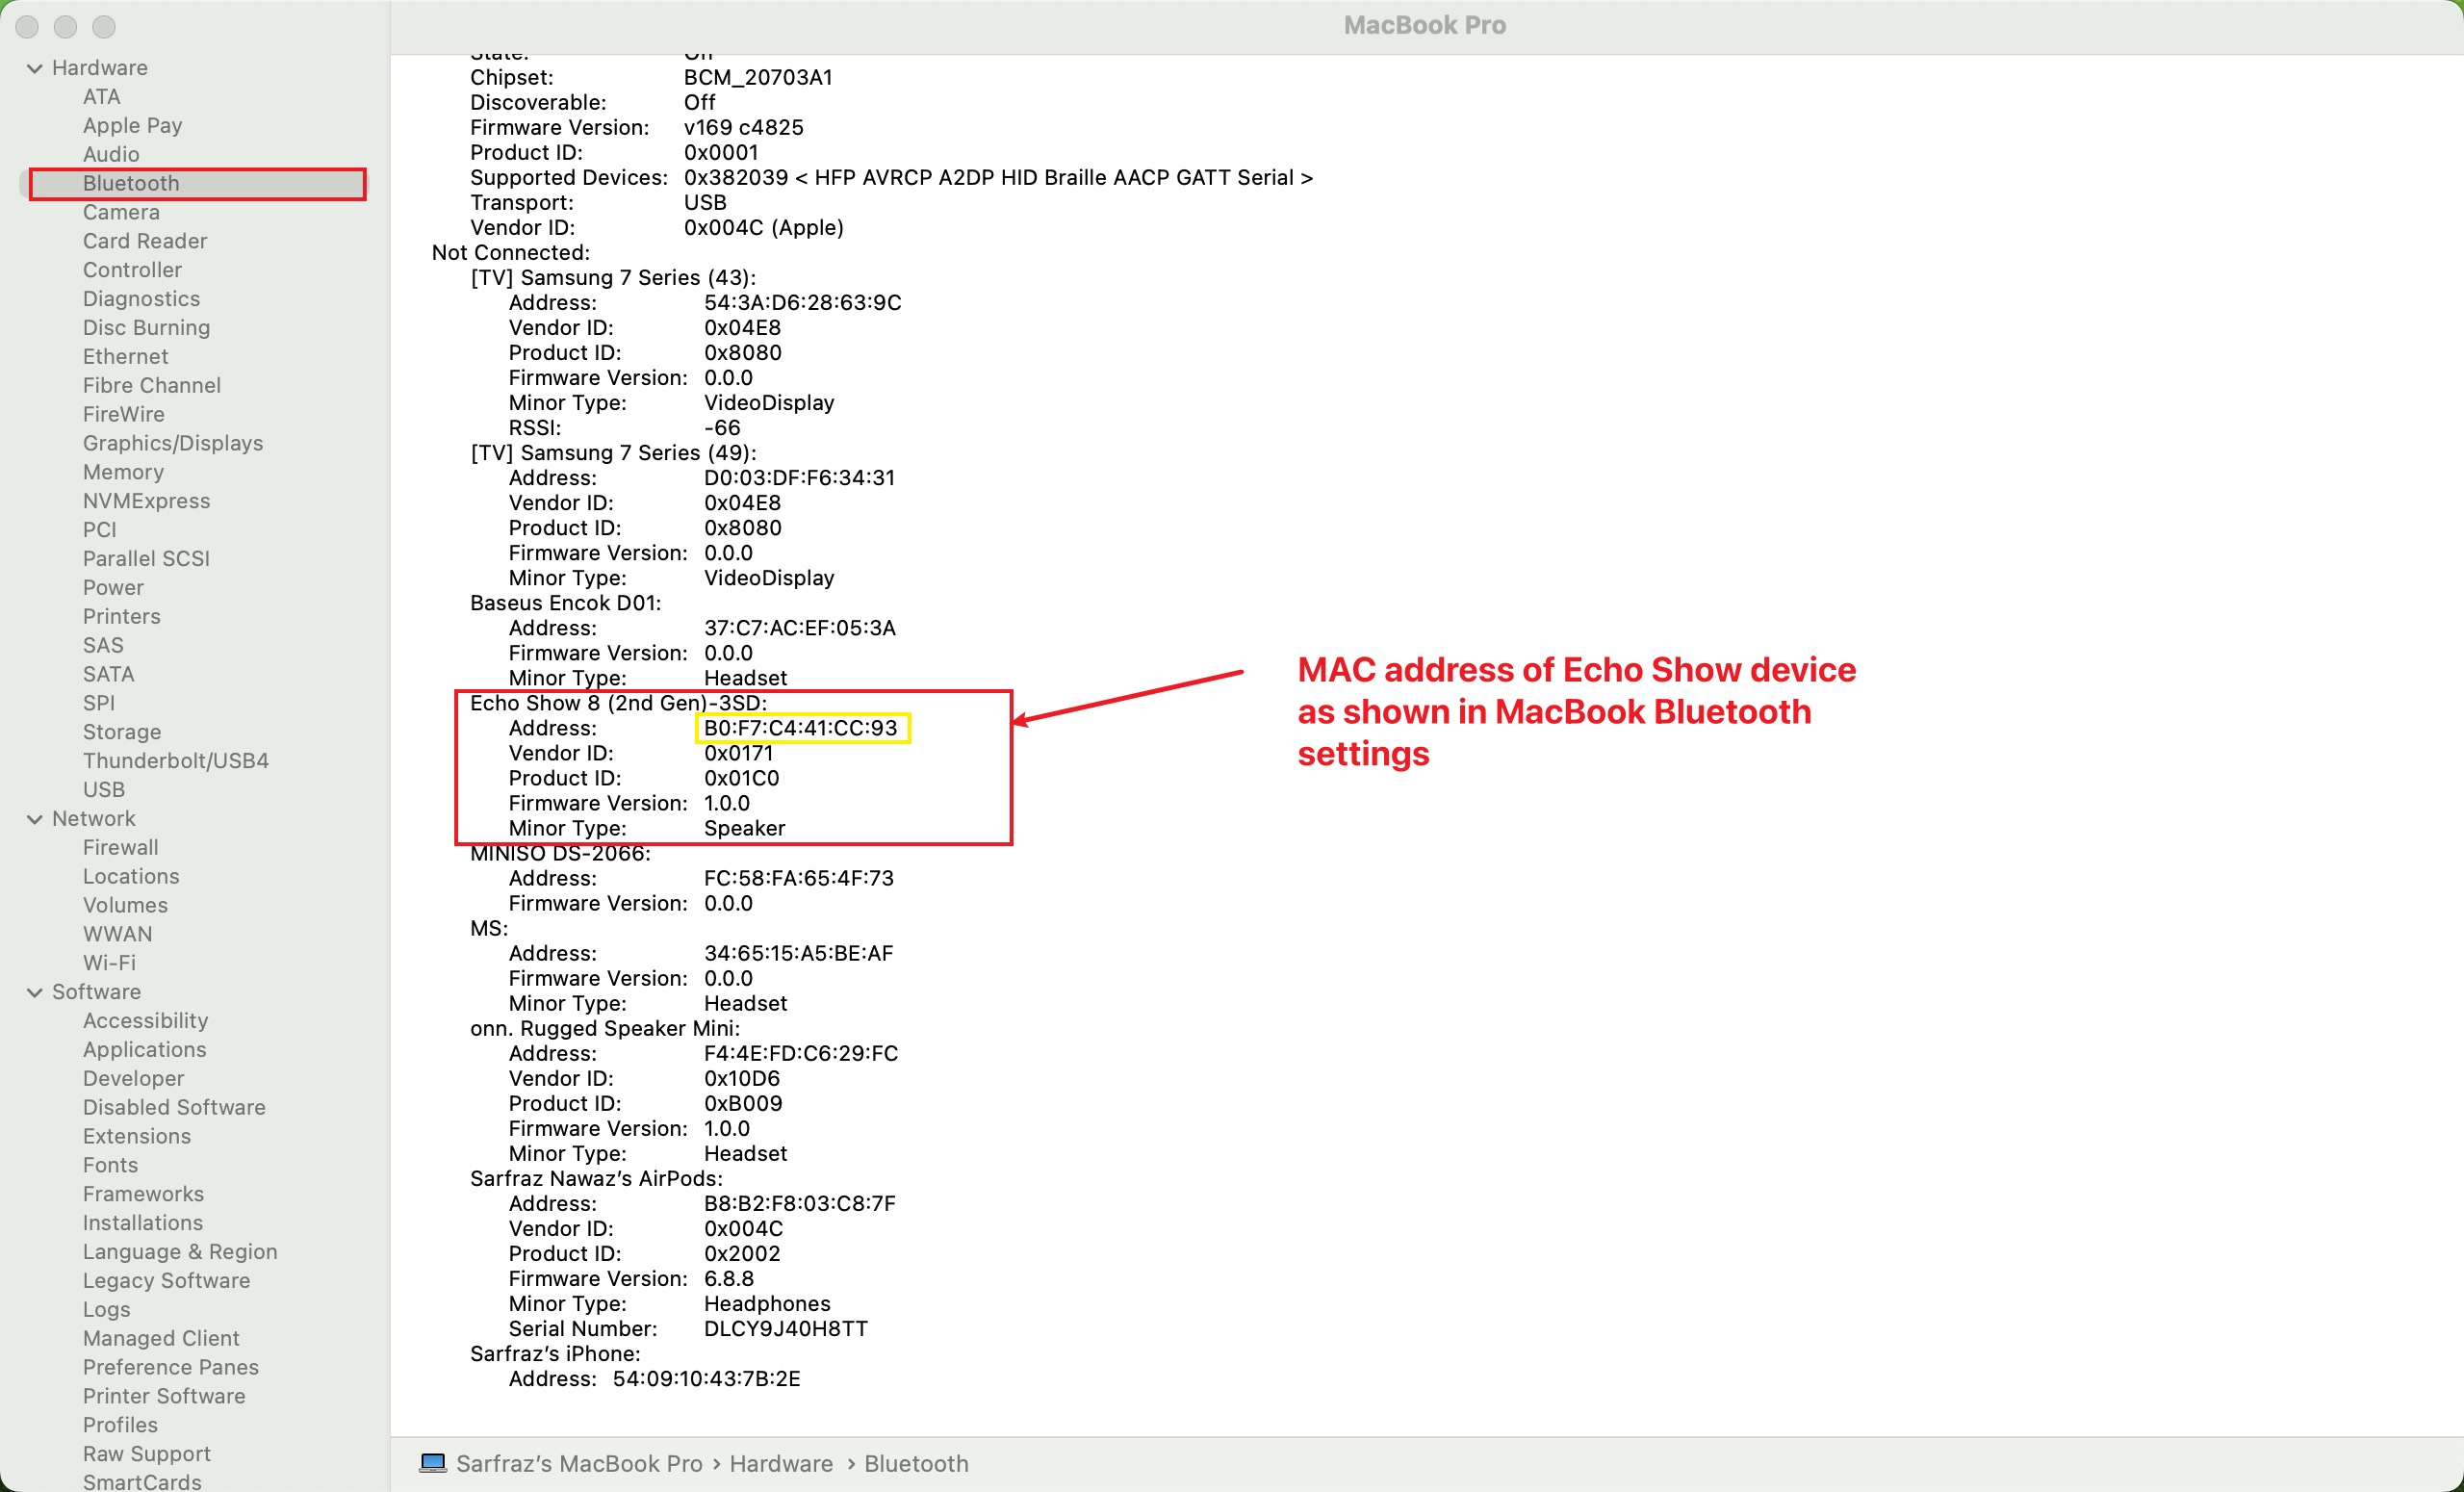 MacBook Pro
Hardware
ATA
Apple Pay
Audio
Bluetooth
Camera
Card Reader
Controller
Diagnostics
Disc Burning
Ethernet
Fibre Channel
FireWire
Graphics/Displays
Memory
NVMExpress
PCI
Parallel SCSI
Power
Printers
SAS
SATA
SPI
Storage
Thunderbolt/USB4
USB
Network
Firewall
Locations
Volumes
WWAN
Wi-Fi
Software
Accessibility
Applications
Developer
Disabled Software
Extensions
Fonts
Frameworks
Installations
Language & Region
Legacy Software
Logs
Managed Client
Preference Panes
Printer Software
Profiles
Raw Support
SmartCards
State:
Chipset: BCM_20703A1
Discoverable: Off
Firmware Version: v169 c4825
Product ID: 0x0001
Supported Devices: 0x382039 < HFP AVRCP A2DP HID Braille AACP GATT Serial >
Transport: USB
Vendor ID: 0x004C (Apple)
Not Connected:
[TV] Samsung 7 Series (43):
Address: 54:3A:D6:28:63:9C
Vendor ID: 0x04E8
Product ID: 0x8080
Firmware Version: 0.0.0
Minor Type: VideoDisplay
RSSI: -66
[TV] Samsung 7 Series (49):
Address: D0:03:DF:F6:34:31
Vendor ID: 0x04E8
Product ID: 0x8080
Firmware Version: 0.0.0
Minor Type: VideoDisplay
Baseus Encok D01:
Address: 37:C7:AC:EF:05:3A
Firmware Version: 0.0.0
Minor Type: Headset
Echo Show 8 (2nd Gen)-3SD:
Address: B0:F7:C4:41:CC:93
Vendor ID: 0x0171
Product ID: 0x01C0
Firmware Version: 1.0.0
Minor Type: Speaker
MINISO DS-2066:
Address: FC:58:FA:65:4F:73
Firmware Version: 0.0.0
MS:
Address: 34:65:15:A5:BE:AF
Firmware Version: 0.0.0
Minor Type: Headset
onn. Rugged Speaker Mini:
Address: F4:4E:FD:C6:29:FC
Vendor ID: 0x10D6
Product ID: 0xB009
Firmware Version: 1.0.0
Minor Type: Headset
Sarfraz Nawaz’s AirPods:
Address: B8:B2:F8:03:C8:7F
Vendor ID: 0x004C
Product ID: 0x2002
Firmware Version: 6.8.8
Minor Type: Headphones
Serial Number: DLCY9J40H8TT
Sarfraz’s iPhone:
Address: 54:09:10:43:7B:2E
MAC address of Echo Show device
as shown in MacBook Bluetooth
settings
Sarfraz’s MacBook Pro › Hardware › Bluetooth